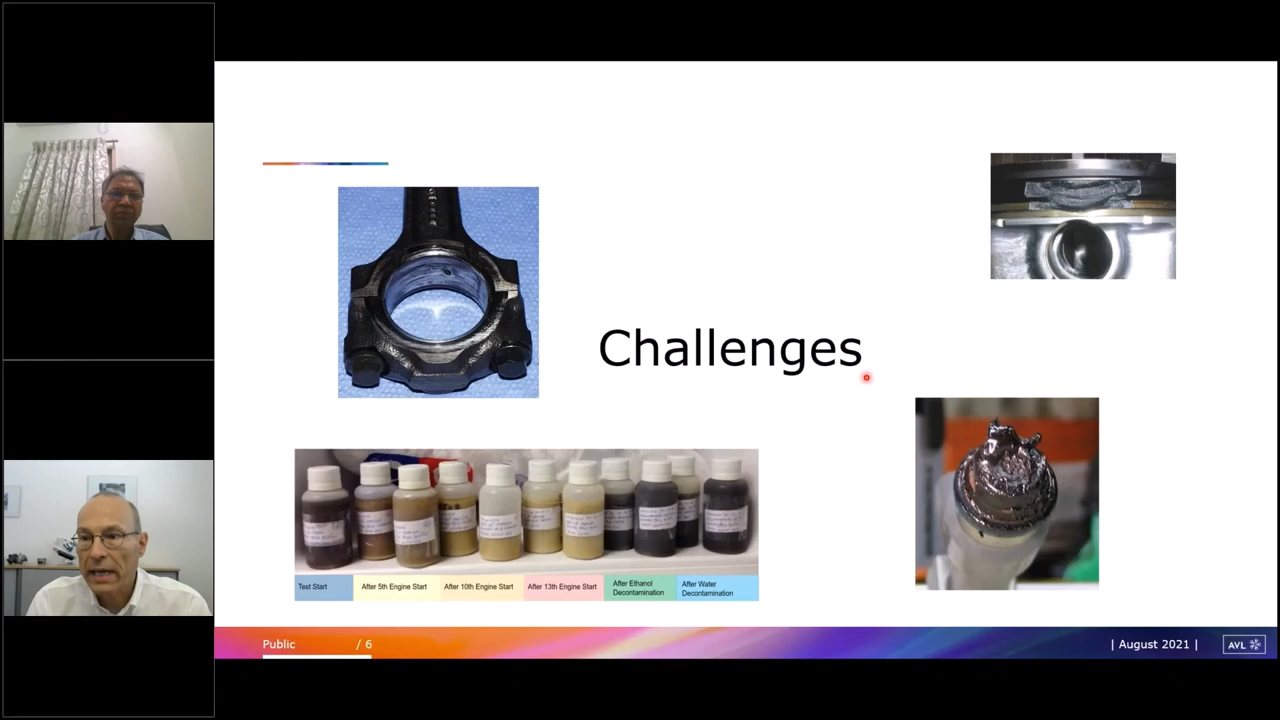 Challenges
Test Start
After 5th Engine Start
After 10th Engine Start
After 13th Engine Start
After Ethanol
Decontamination
After Water
Decontamination
Public
/ 6
| August 2021 |
AVL